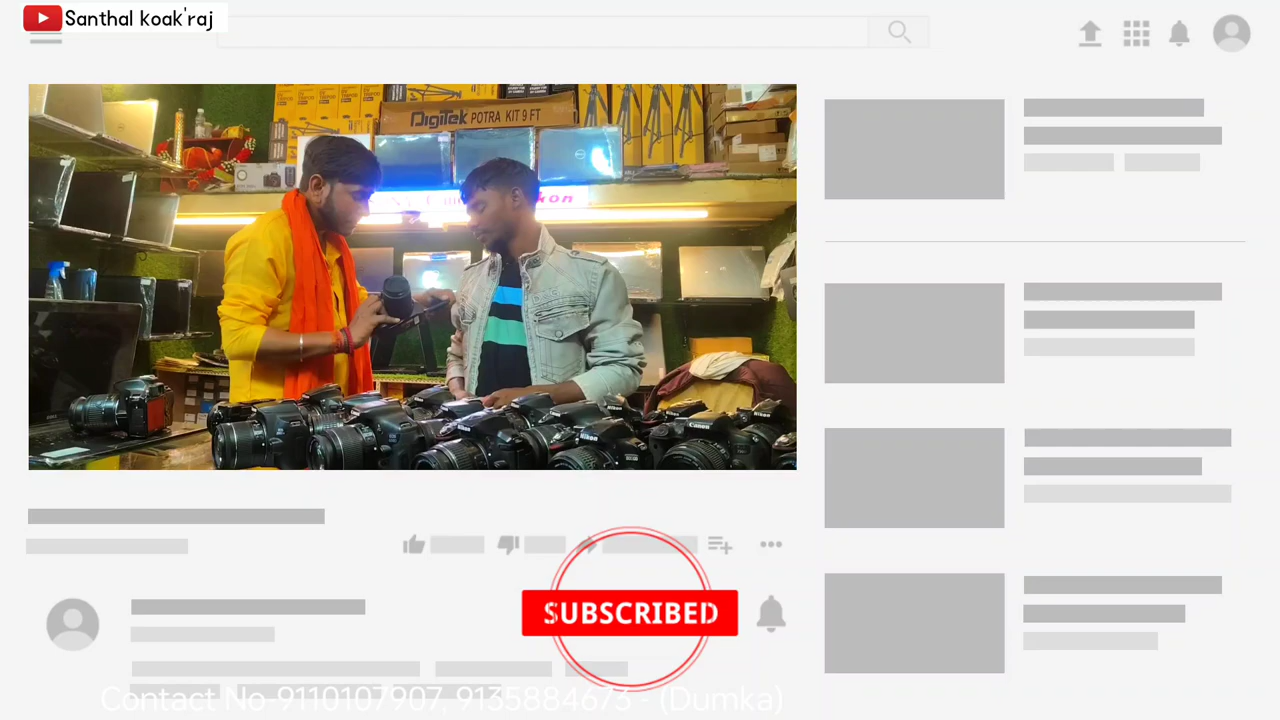 Santhal koak'raj
DIGITEK POTRA KIT 9 FT
SUBSCRIBED
Contact No-9110107907, 9135884673 - (Dumka)